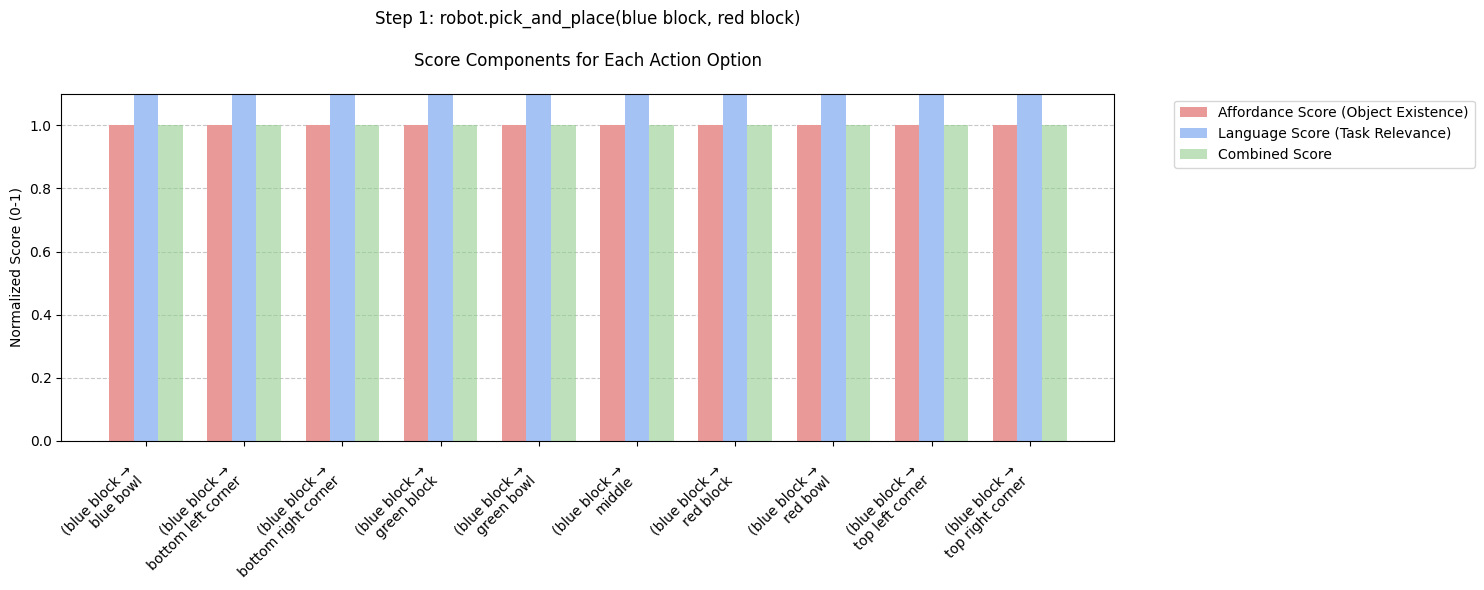 Step 1: robot.pick_and_place(blue block, red block)
Score Components for Each Action Option
Normalized Score (0-1)
1.0
0.8
0.6
0.4
0.2
0.0
(blue block →
blue bowl
(blue block →
bottom left corner
(blue block →
bottom right corner
(blue block →
green block
(blue block →
green bowl
(blue block →
middle
(blue block →
red block
(blue block →
red bowl
(blue block →
top left corner
(blue block →
top right corner
Affordance Score (Object Existence)
Language Score (Task Relevance)
Combined Score